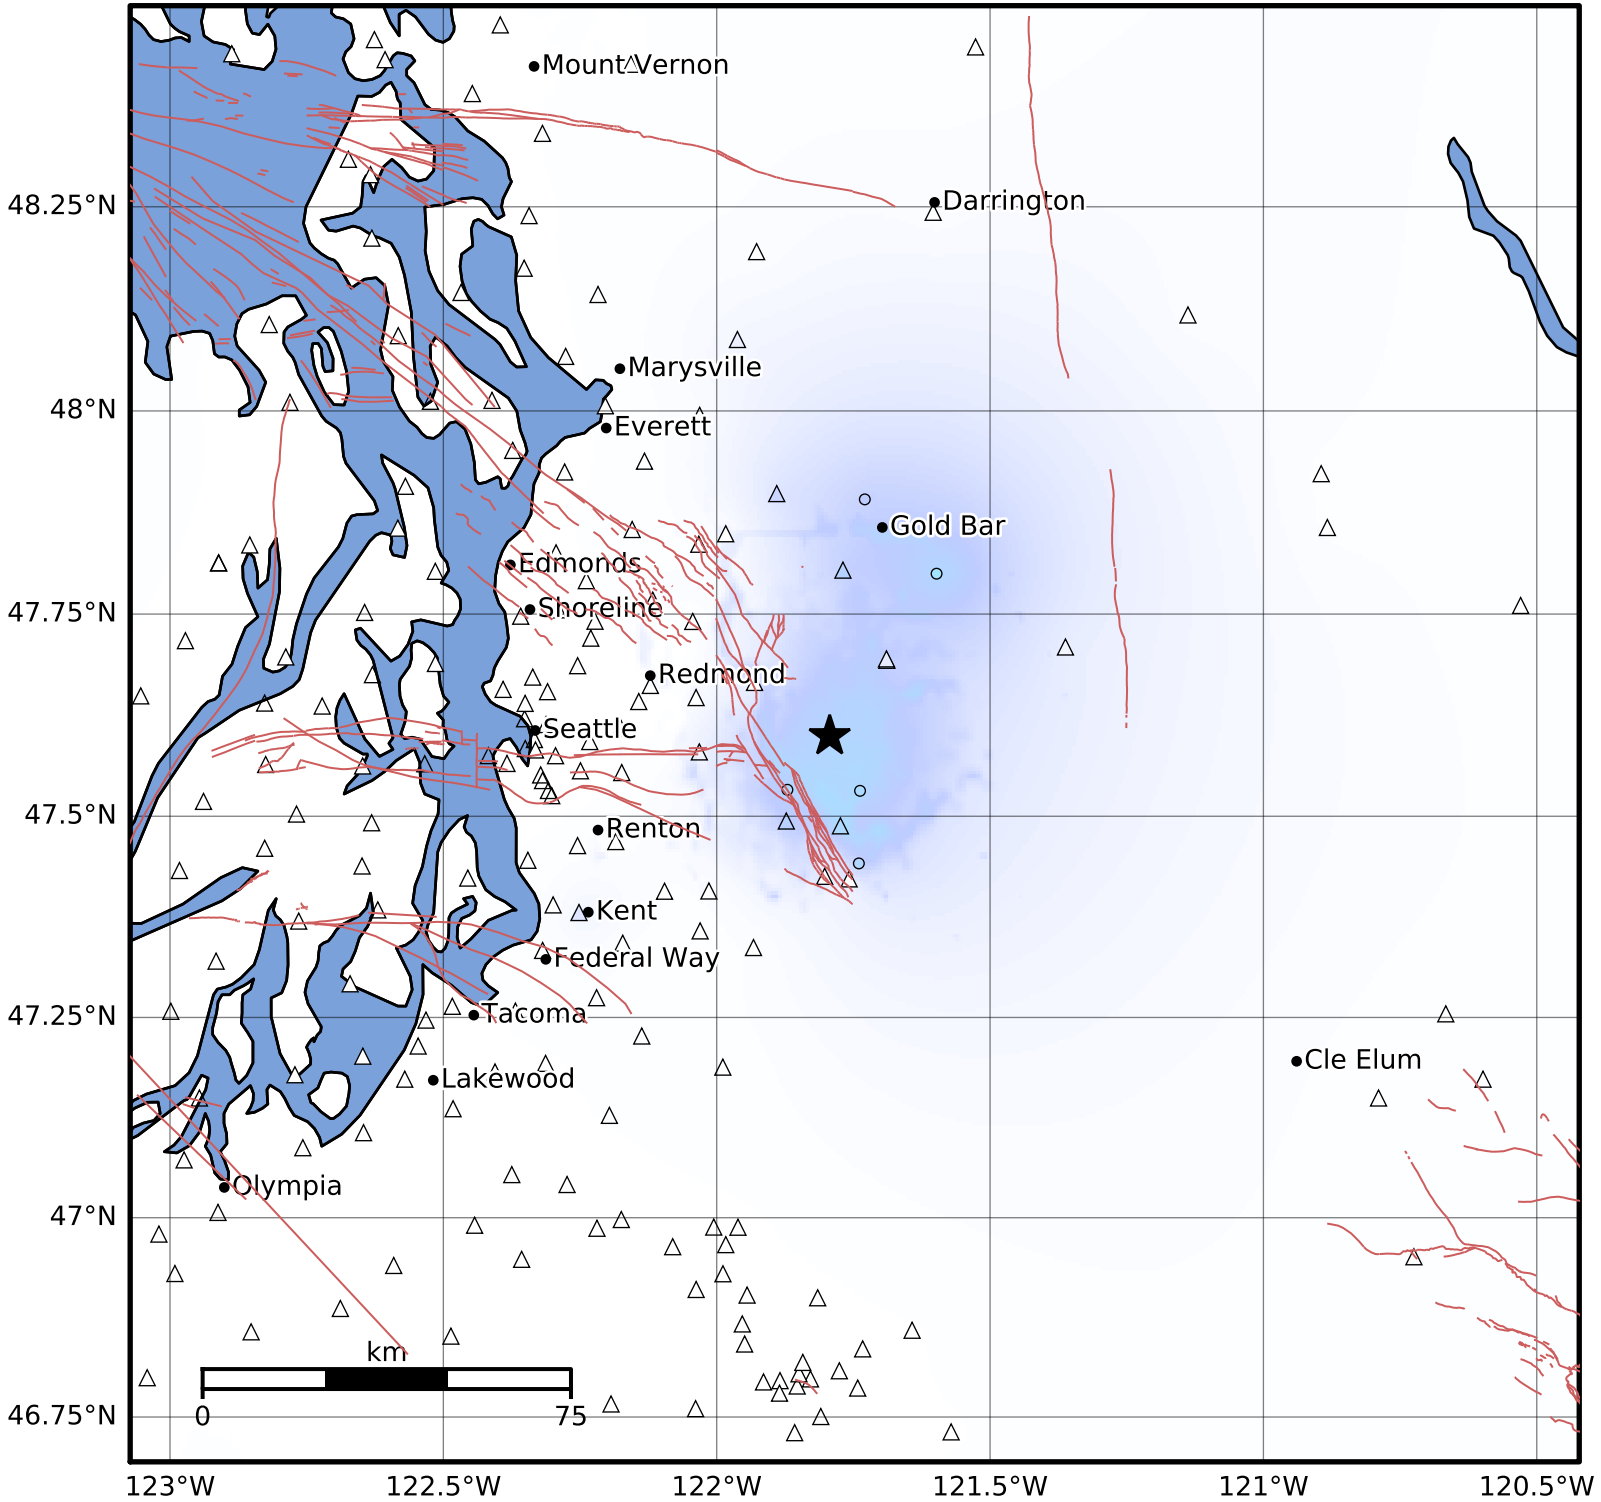 Mount Vernon
48.25°N
Darrington
Marysville
48°N
Everett
Gold Bar
Edmonds
47.75°N
Shoreline
Redmond
Seattle
47.5°N
Renton
Kent
Federal Way
47.25°N
Tacoma
Cle Elum
Lakewood
Olympia
47°N
km
0
75
46.75°N
123°W
122.5°W
122°W
121.5°W
121°W
120.5°W